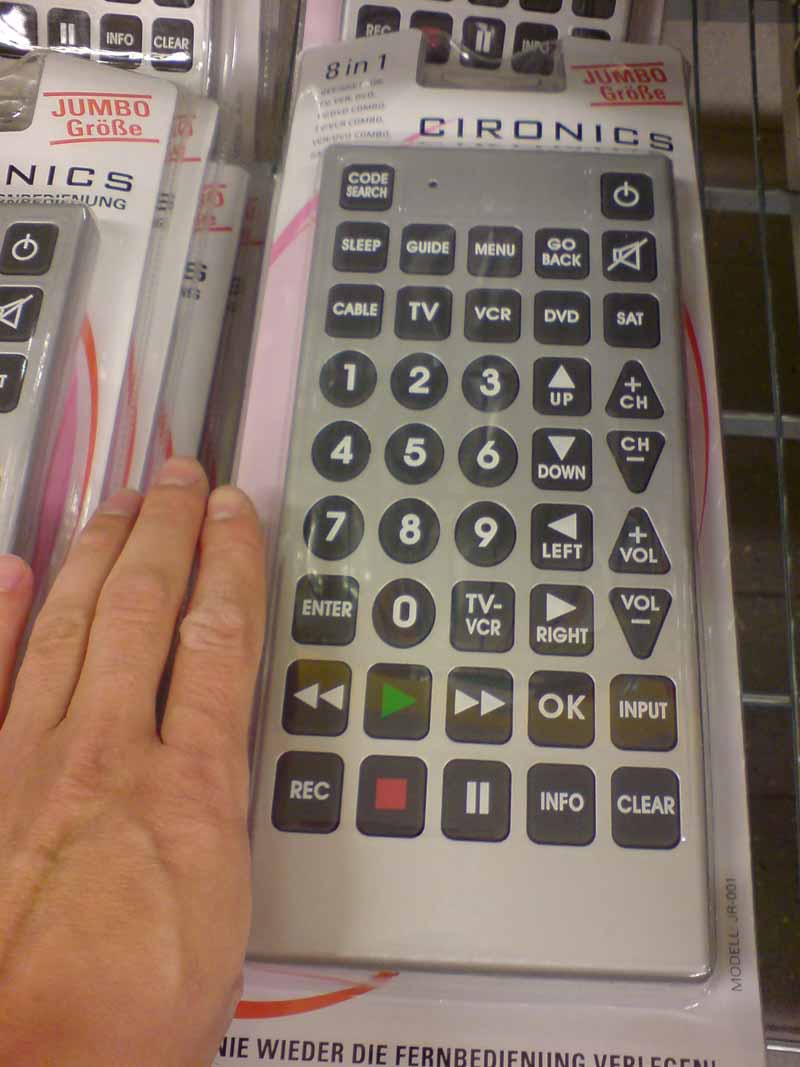 INFO
CLEAR
REC
INFO
JUMBO
Größe
NICS
8 in 1
JUMBO
Größe
CIRONICS
CODE
SEARCH
SLEEP
GUIDE
MENU
GO
BACK
CABLE
TV
VCR
DVD
SAT
1
2
3
UP
+
CH
4
5
6
DOWN
CH
–
7
8
9
LEFT
+
VOL
ENTER
0
TV-
VCR
RIGHT
VOL
–
OK
INPUT
REC
INFO
CLEAR
MODELL: JR-001
NIE WIEDER DIE FERNBEDIENUNG VERLEGEN!